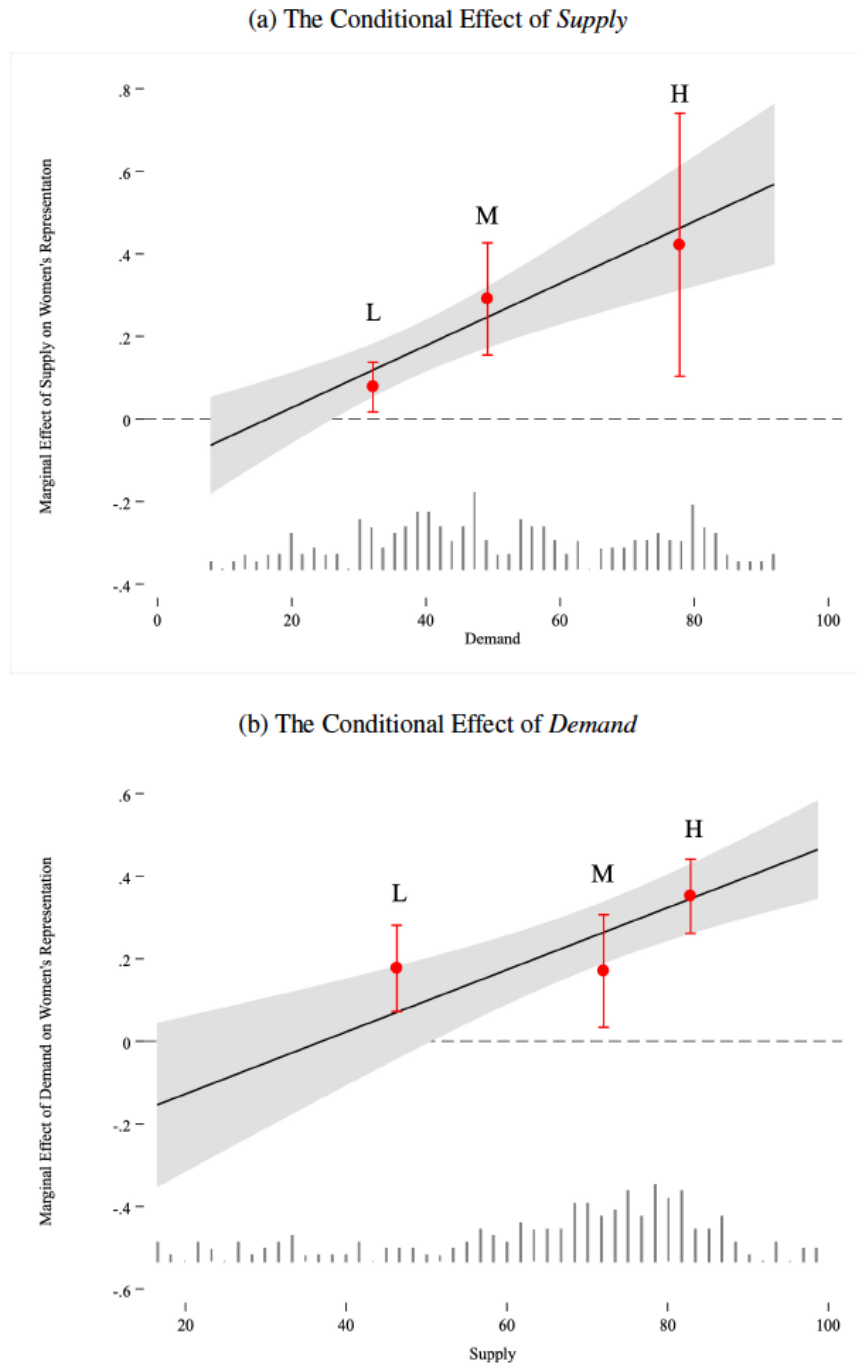 (a) The Conditional Effect of Supply
Marginal Effect of Supply on Women's Representaton
.8
.6
.4
.2
0
-.2
-.4
L
M
H
0 20 40 60 80 100
Demand
(b) The Conditional Effect of Demand
Marginal Effect of Demand on Women's Representation
.6
.4
.2
0
-.2
-.4
-.6
L
M
H
20 40 60 80 100
Supply